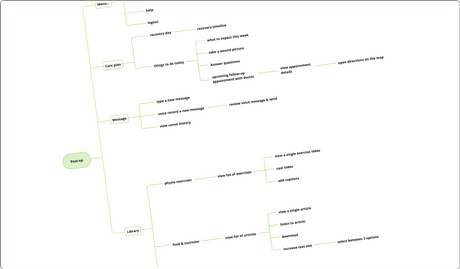 Menu...
help
logout
recovery day
recovery timeline
Care plan
what to expect this week
take a wound picture
things to do today
Answer questions
upcoming follow-up
appointment with doctor
view appointment
details
open directions on the map
type a new message
Message
voice record a new message
review voice message & send
view convo history
Post-op
view a single exercise video
physio exercises
view list of exercises
cast video
add captions
view a single article
listen to article
Library
food & nutrition
view list of articles
download
increase text size
select between 3 options